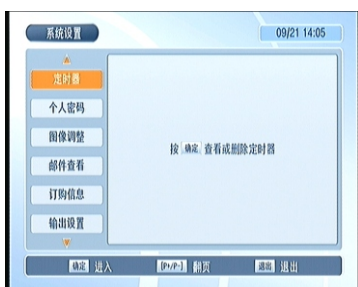 系统设置
09/21 14:05
定时器
个人密码
图像调整
邮件查看
订购信息
输出设置
按 确定 查看或删除定时器
确定 进入 [P+/P-] 翻页 退出 退出